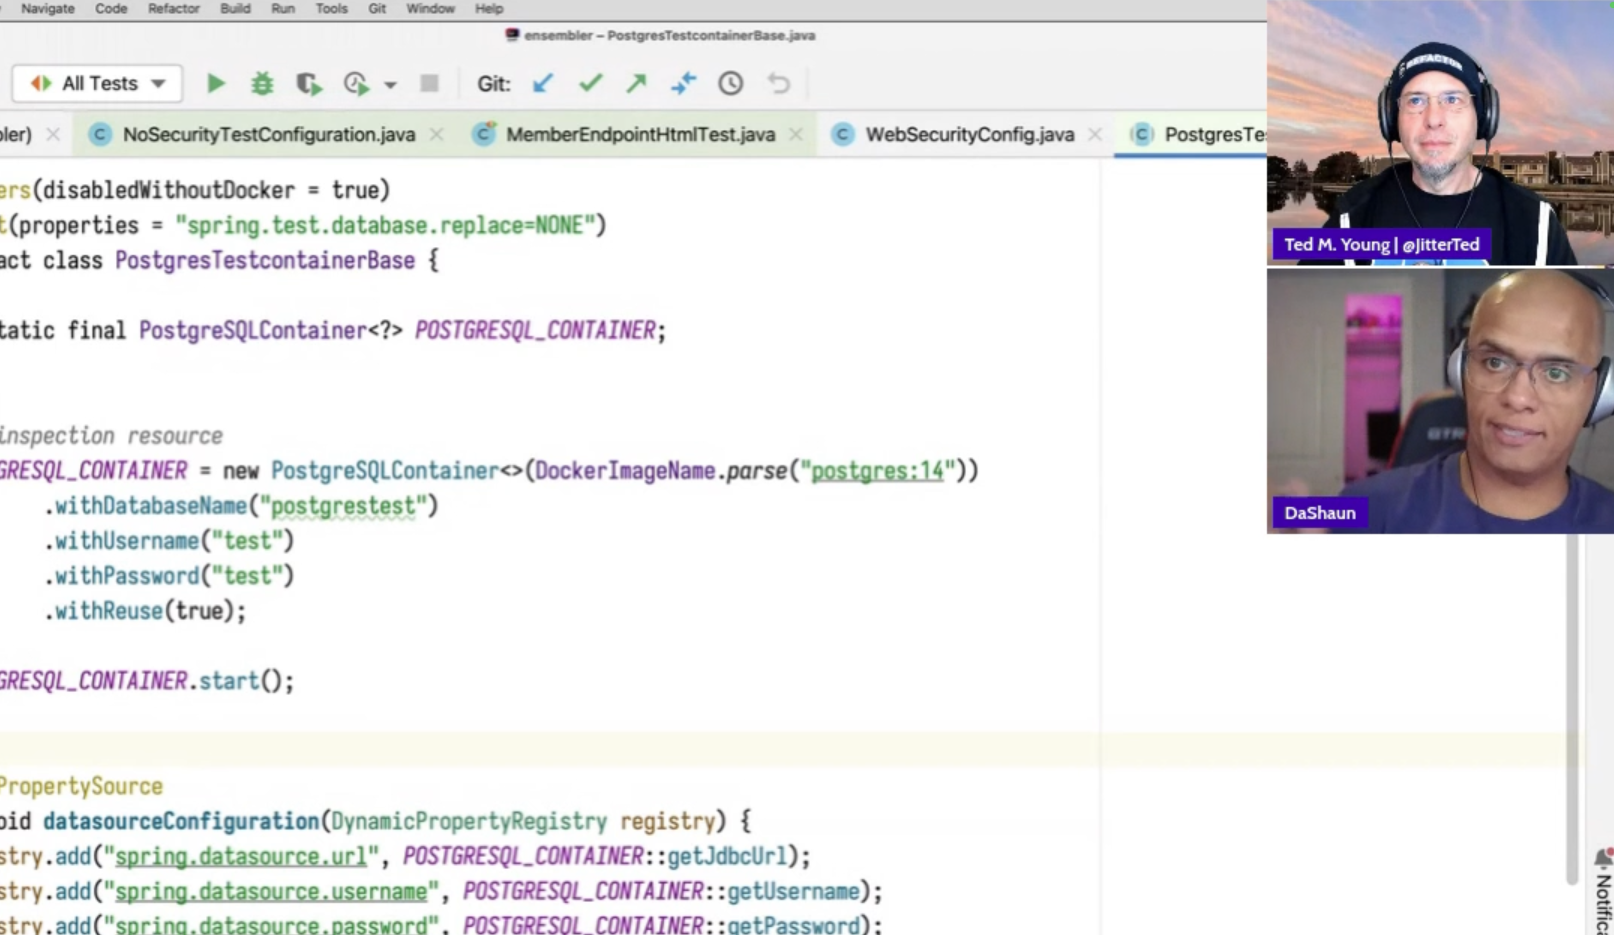 Navigate Code Refactor Build Run Tools Git Window Help
ensembler – PostgresTestcontainerBase.java
All Tests Git:
bler) NoSecurityTestConfiguration.java MemberEndpointHtmlTest.java WebSecurityConfig.java PostgresTe
ers(disabledWithoutDocker = true)
t(properties = "spring.test.database.replace=NONE")
act class PostgresTestcontainerBase {
tatic final PostgreSQLContainer<?> POSTGRESQL_CONTAINER;
inspection resource
GRESQL_CONTAINER = new PostgreSQLContainer<>(DockerImageName.parse("postgres:14"))
.withDatabaseName("postgrestest")
.withUsername("test")
.withPassword("test")
.withReuse(true);
GRESQL_CONTAINER.start();
PropertySource
oid datasourceConfiguration(DynamicPropertyRegistry registry) {
stry.add("spring.datasource.url", POSTGRESQL_CONTAINER::getJdbcUrl);
stry.add("spring.datasource.username", POSTGRESQL_CONTAINER::getUsername);
stry.add("spring.datasource.password", POSTGRESQL_CONTAINER::getPassword);
REFACTOR
Ted M. Young | @JitterTed
DaShaun
Notifica